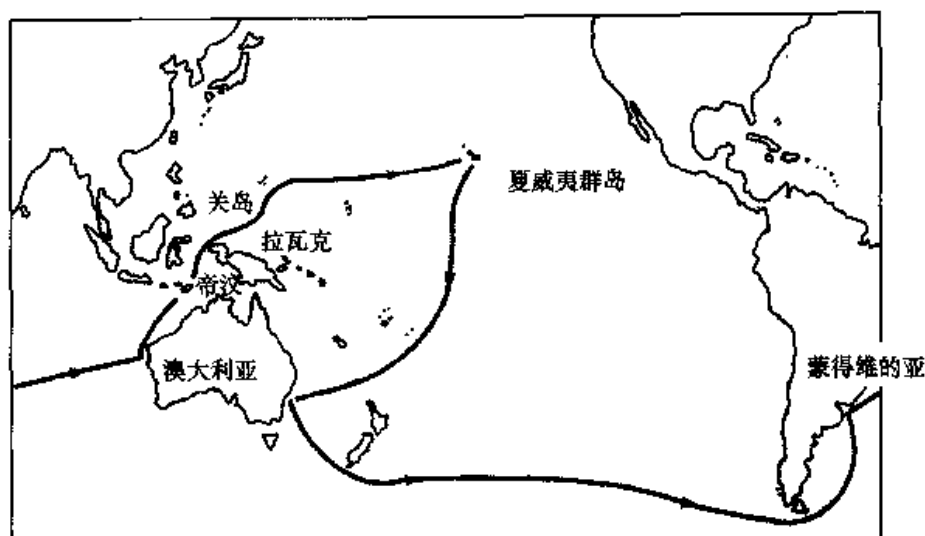 夏威夷群岛
关岛
拉瓦克
帝汶
澳大利亚
蒙得维的亚